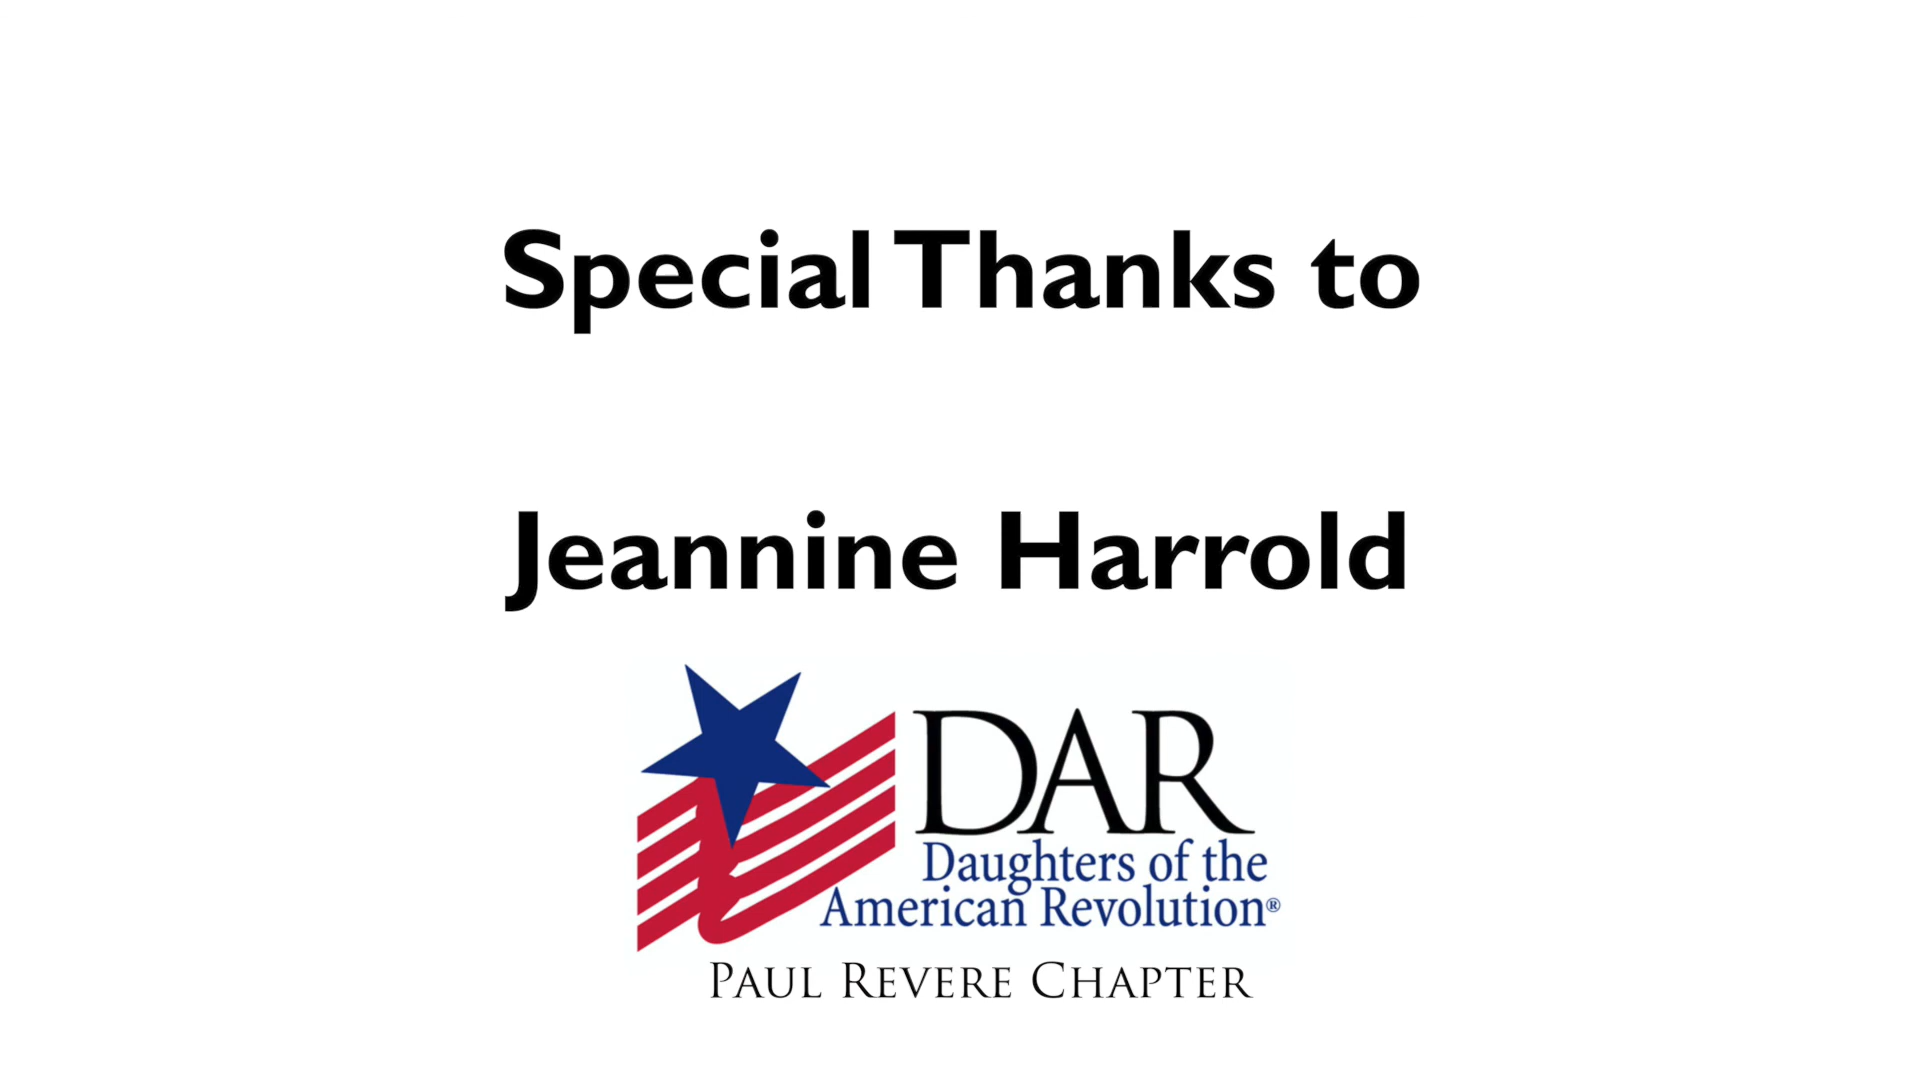 Special Thanks to
Jeannine Harrold
DAR
Daughters of the
American Revolution®
Paul Revere Chapter